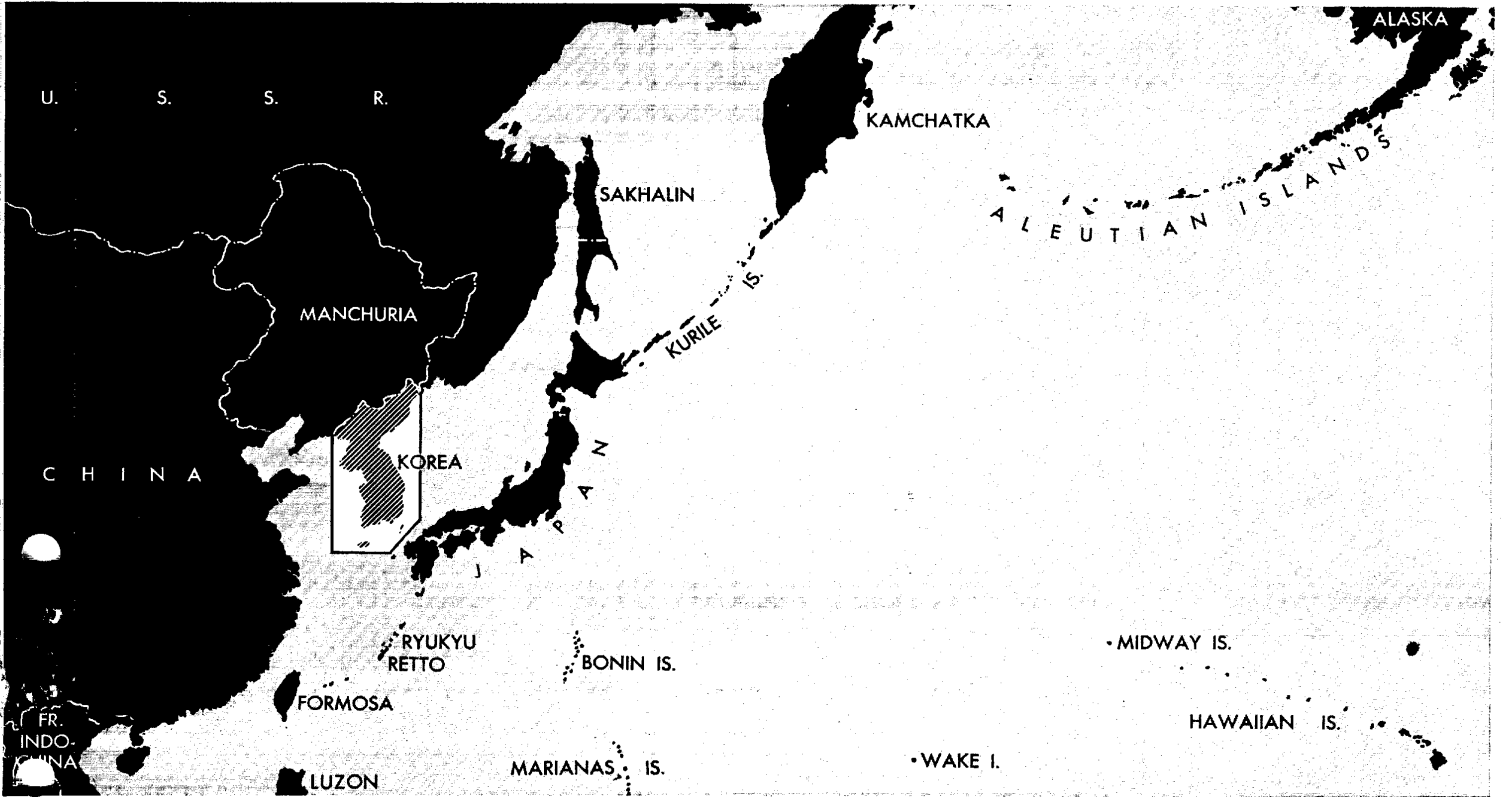 ALASKA
U. S. S. R.
KAMCHATKA
SAKHALIN
ALEUTIAN ISLANDS
MANCHURIA
KURILE IS.
KOREA
CHINA
JAPAN
RYUKYU
RETTO
BONIN IS.
MIDWAY IS.
FORMOSA
HAWAIIAN IS.
FR.
INDO-
CHINA
MARIANAS IS.
WAKE I.
LUZON